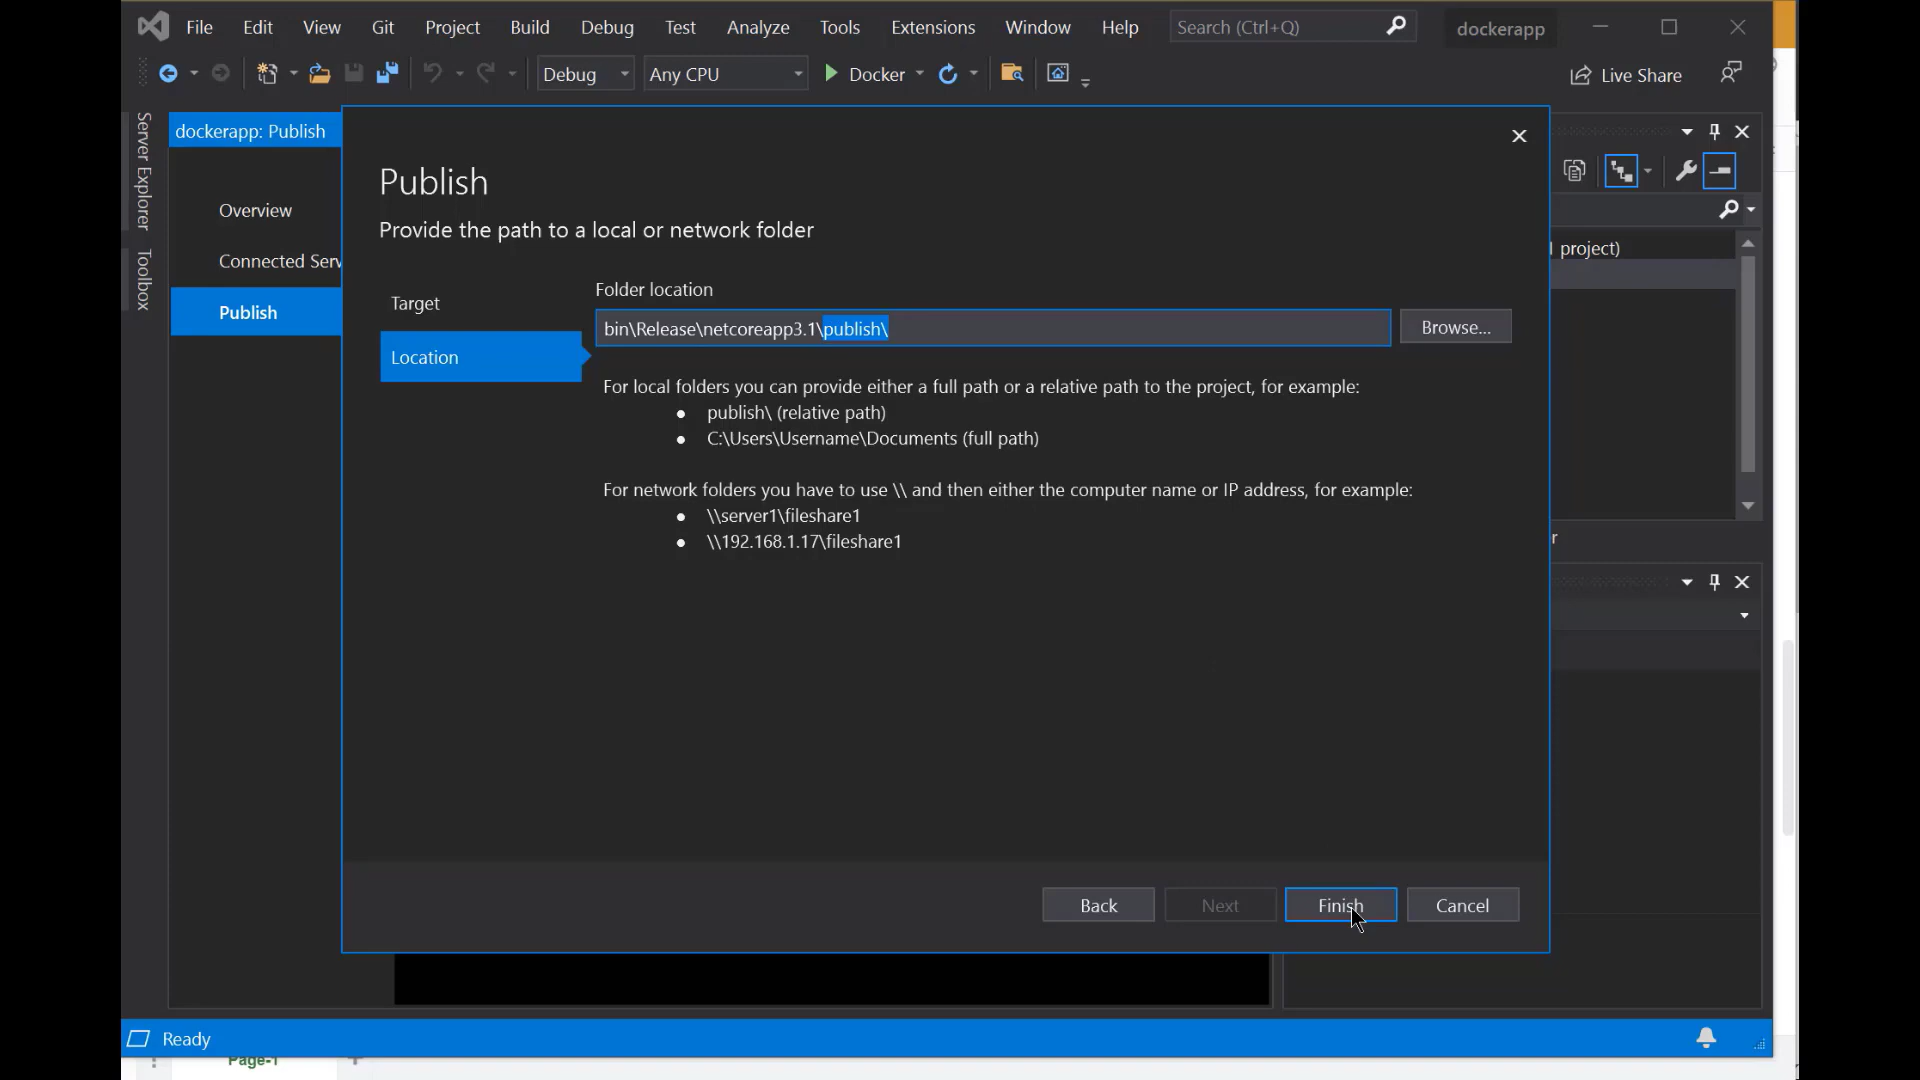 File Edit View Git Project Build Debug Test Analyze Tools Extensions Window Help Search (Ctrl+Q) dockerapp
Debug Any CPU Docker Live Share
Server Explorer
Toolbox
dockerapp: Publish
Overview
Connected Serv
Publish
Publish
Provide the path to a local or network folder
Target
Location
Folder location
bin\Release\netcoreapp3.1\publish\
Browse...
For local folders you can provide either a full path or a relative path to the project, for example:
● publish\ (relative path)
● C:\Users\Username\Documents (full path)
For network folders you have to use \\ and then either the computer name or IP address, for example:
● \\server1\fileshare1
● \\192.168.1.17\fileshare1
Back Next Finish Cancel
project)
r
Ready
Page-1